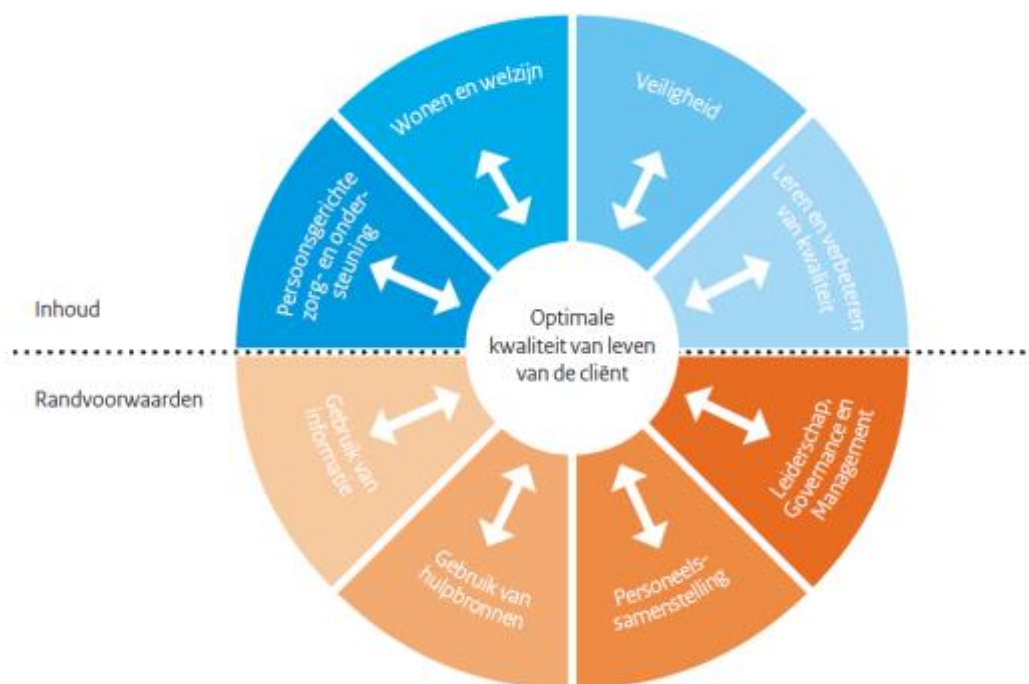 Wonen en welzijn
Veiligheid
Persoonsgerichte
zorg- en onder-
steuning
Leren en verbeteren
van kwaliteit
Inhoud
Optimale
kwaliteit van leven
van de cliënt
Randvoorwaarden
Gebruik van
informatie
Leiderschap,
Governance en
Management
Gebruik van
hulpbronnen
Personeels-
samenstelling